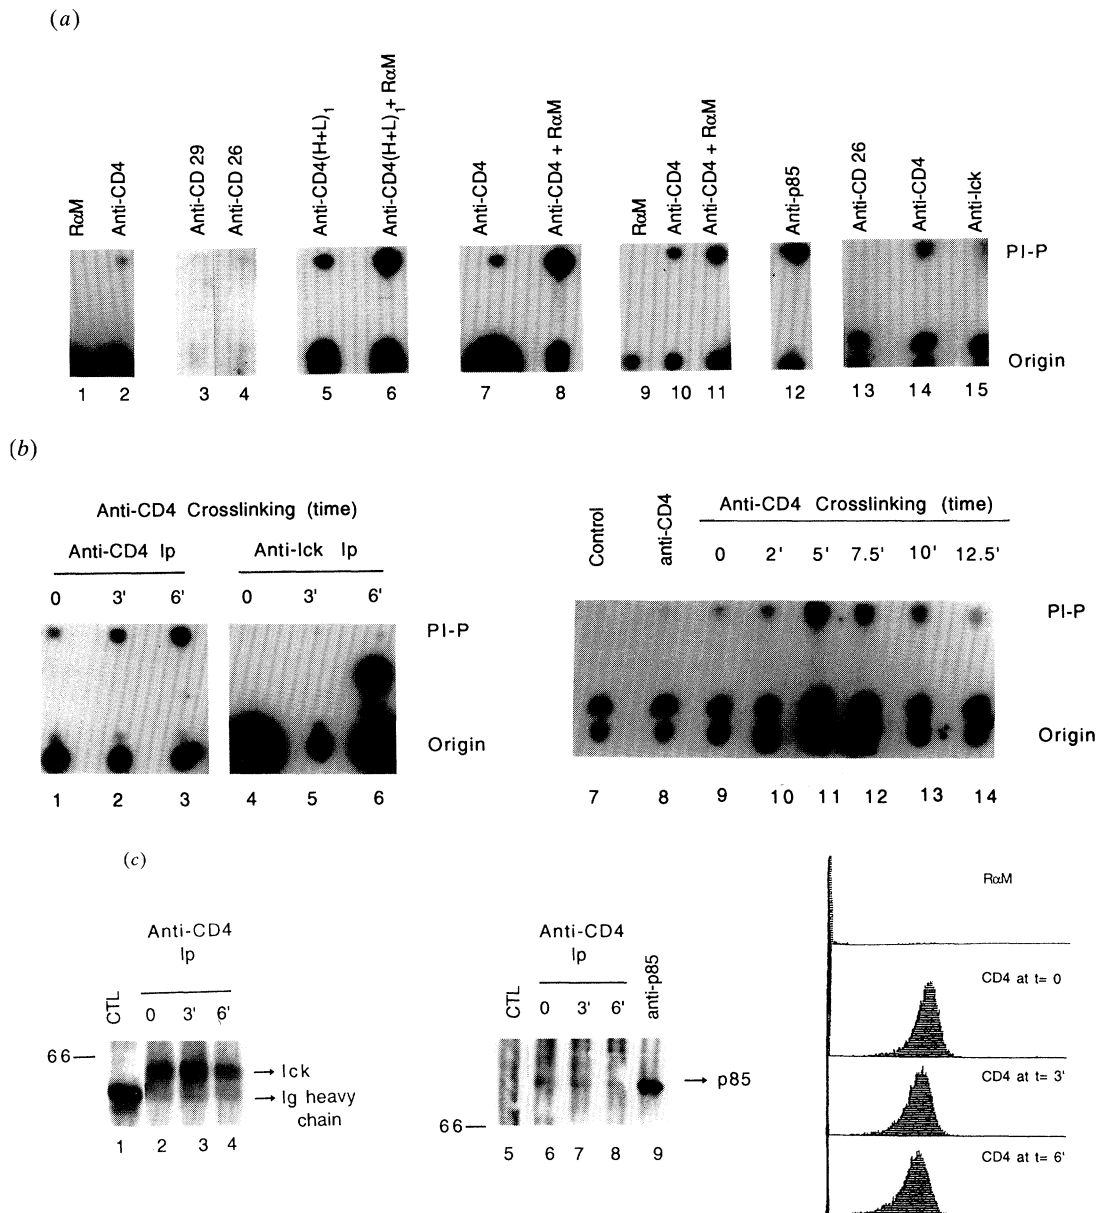 (a)
RαM
Anti-CD4
Anti-CD 29
Anti-CD 26
Anti-CD4(H+L)1
Anti-CD4(H+L)1+ RαM
Anti-CD4
Anti-CD4 + RαM
RαM
Anti-CD4
Anti-CD4 + RαM
Anti-p85
Anti-CD 26
Anti-CD4
Anti-lck
PI-P
Origin
1 2 3 4 5 6 7 8 9 10 11 12 13 14 15
(b)
Anti-CD4 Crosslinking (time)
Anti-CD4 Ip
Anti-lck Ip
0 3' 6' 0 3' 6'
PI-P
Origin
1 2 3 4 5 6
Control
anti-CD4
Anti-CD4 Crosslinking (time)
0 2' 5' 7.5' 10' 12.5'
PI-P
Origin
7 8 9 10 11 12 13 14
(c)
Anti-CD4
Ip
CTL
0 3' 6'
66
lck
Ig heavy
chain
1 2 3 4
Anti-CD4
Ip
CTL
0 3' 6'
anti-p85
p85
66
5 6 7 8 9
RαM
CD4 at t= 0
CD4 at t= 3'
CD4 at t= 6'